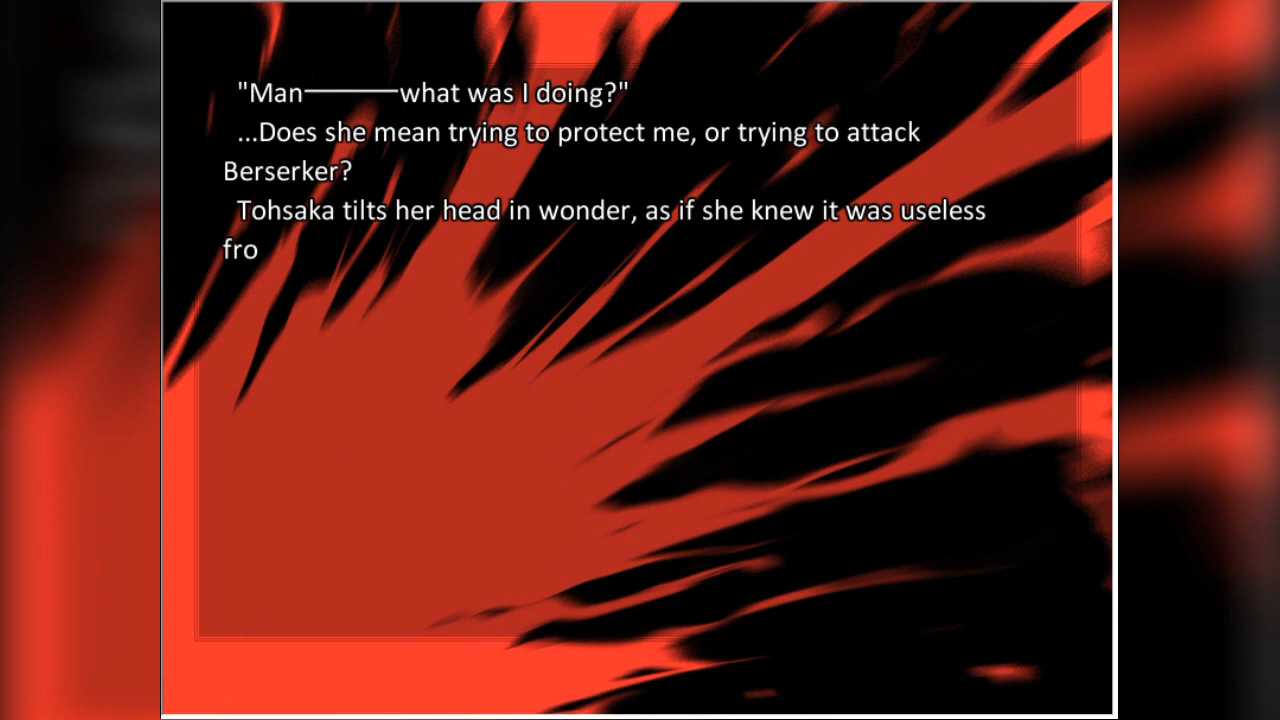 "Man———what was I doing?"
...Does she mean trying to protect me, or trying to attack
Berserker?
Tohsaka tilts her head in wonder, as if she knew it was useless
fro